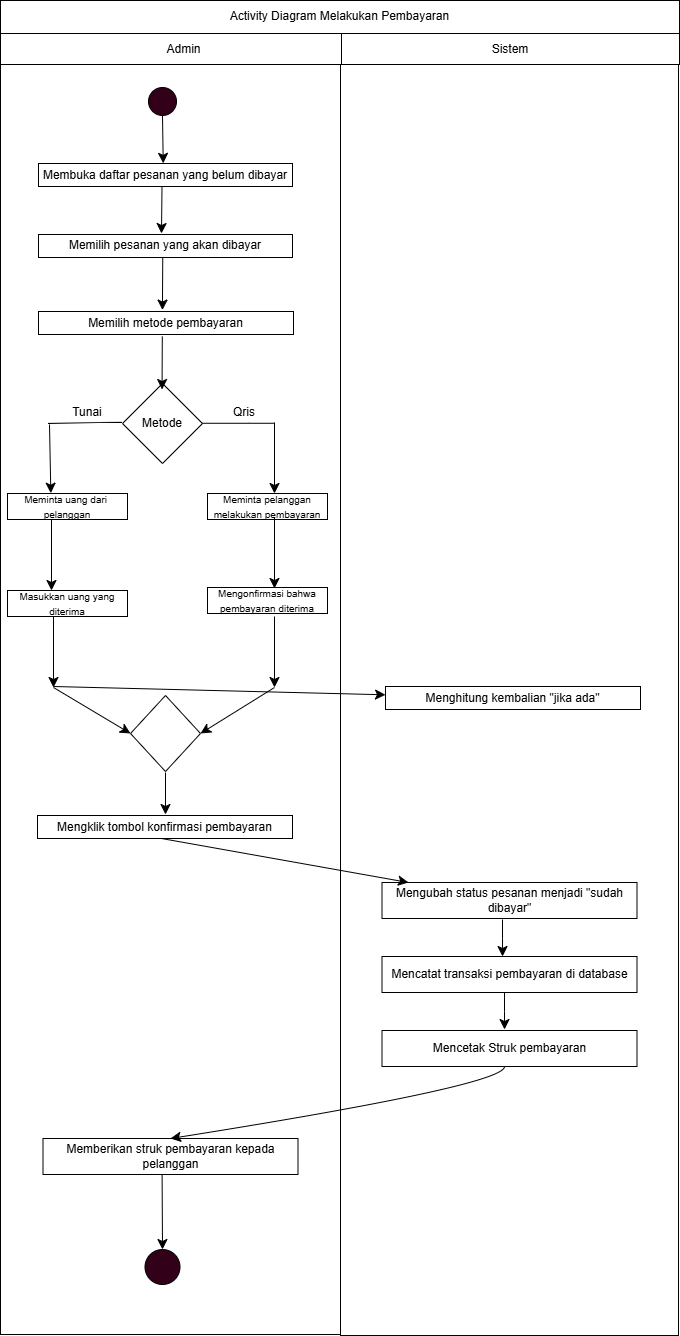 Activity Diagram Melakukan Pembayaran
Admin
Sistem
Membuka daftar pesanan yang belum dibayar
Memilih pesanan yang akan dibayar
Memilih metode pembayaran
Metode
Tunai
Qris
Meminta uang dari
pelanggan
Meminta pelanggan
melakukan pembayaran
Masukkan uang yang
diterima
Mengonfirmasi bahwa
pembayaran diterima
Menghitung kembalian "jika ada"
Mengklik tombol konfirmasi pembayaran
Mengubah status pesanan menjadi "sudah
dibayar"
Mencatat transaksi pembayaran di database
Mencetak Struk pembayaran
Memberikan struk pembayaran kepada
pelanggan